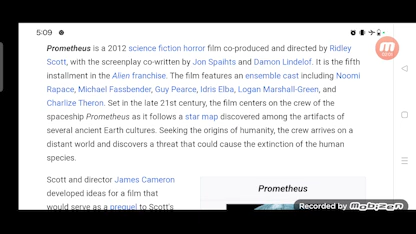 5:09
Prometheus is a 2012 science fiction horror film co-produced and directed by Ridley
Scott, with the screenplay co-written by Jon Spaihts and Damon Lindelof. It is the fifth
installment in the Alien franchise. The film features an ensemble cast including Noomi
Rapace, Michael Fassbender, Guy Pearce, Idris Elba, Logan Marshall-Green, and
Charlize Theron. Set in the late 21st century, the film centers on the crew of the
spaceship Prometheus as it follows a star map discovered among the artifacts of
several ancient Earth cultures. Seeking the origins of humanity, the crew arrives on a
distant world and discovers a threat that could cause the extinction of the human
species.
Scott and director James Cameron
developed ideas for a film that
would serve as a prequel to Scott's
Prometheus
Recorded by Mobizen